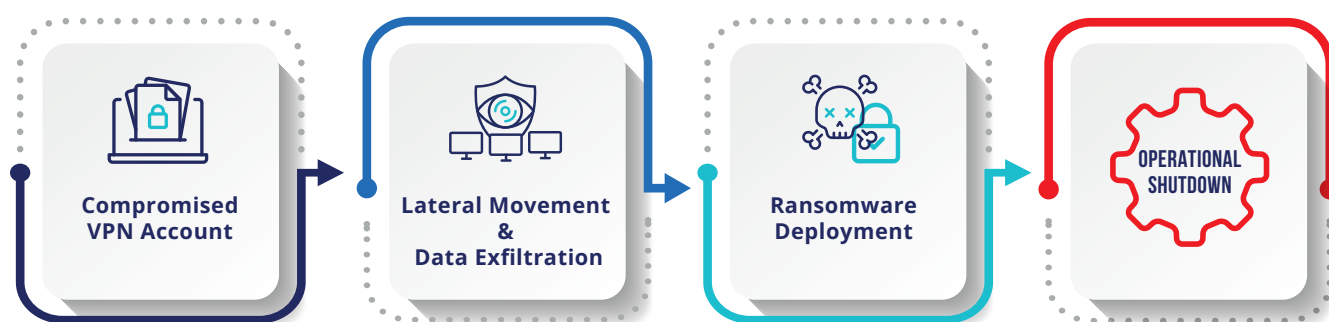 Compromised
VPN Account
Lateral Movement
&
Data Exfiltration
Ransomware
Deployment
OPERATIONAL
SHUTDOWN